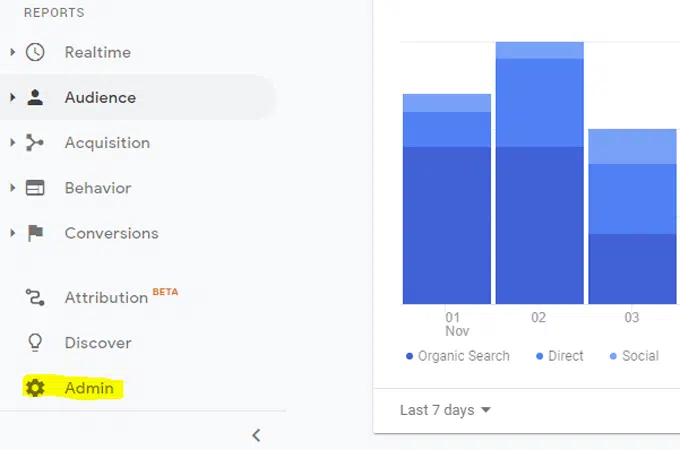 REPORTS
Realtime
Audience
Acquisition
Behavior
Conversions
Attribution BETA
Discover
Admin
01
Nov
02
03
Organic Search
Direct
Social
Last 7 days